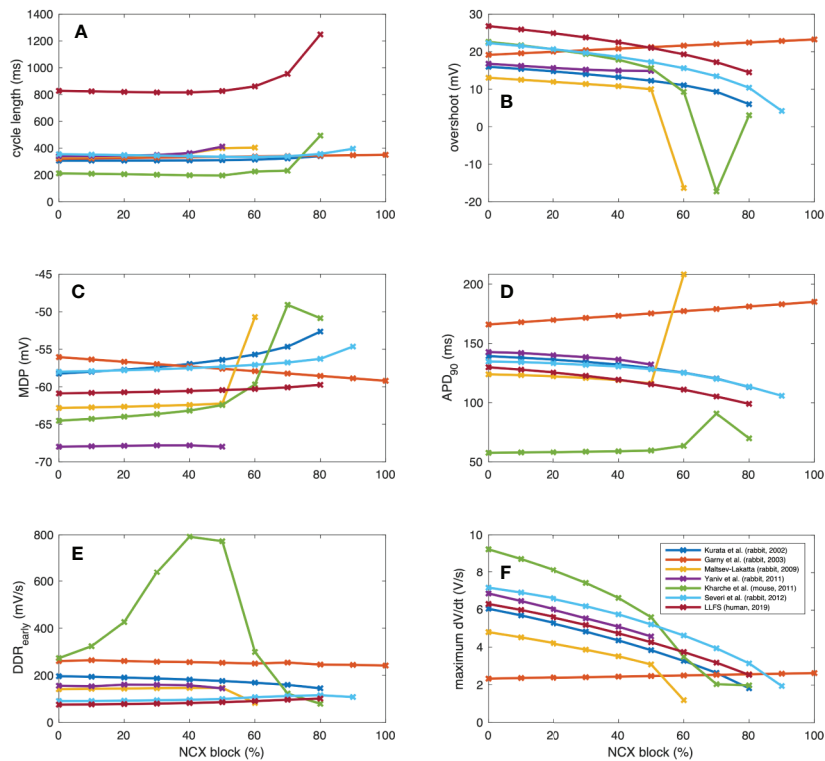 A
1400
1200
1000
800
600
400
200
0
cycle length
(ms)
0 20 40 60 80 100
B
30
20
10
0
-10
-20
overshoot
(mV)
0 20 40 60 80 100
C
-45
-50
-55
-60
-65
-70
MDP
(mV)
0 20 40 60 80 100
D
200
150
100
50
APD90
(ms)
0 20 40 60 80 100
E
800
600
400
200
0
DDRearly
(mV/s)
0 20 40 60 80 100
NCX block (%)
F
10
8
6
4
2
0
maximum dV/dt (V/s)
Kurata et al. (rabbit, 2002)
Garny et al. (rabbit, 2003)
Maltsev-Lakatta (rabbit, 2009)
Yaniv et al. (rabbit, 2011)
Kharche et al. (mouse, 2011)
Severi et al. (rabbit, 2012)
LLFS (human, 2019)
0 20 40 60 80 100
NCX block (%)